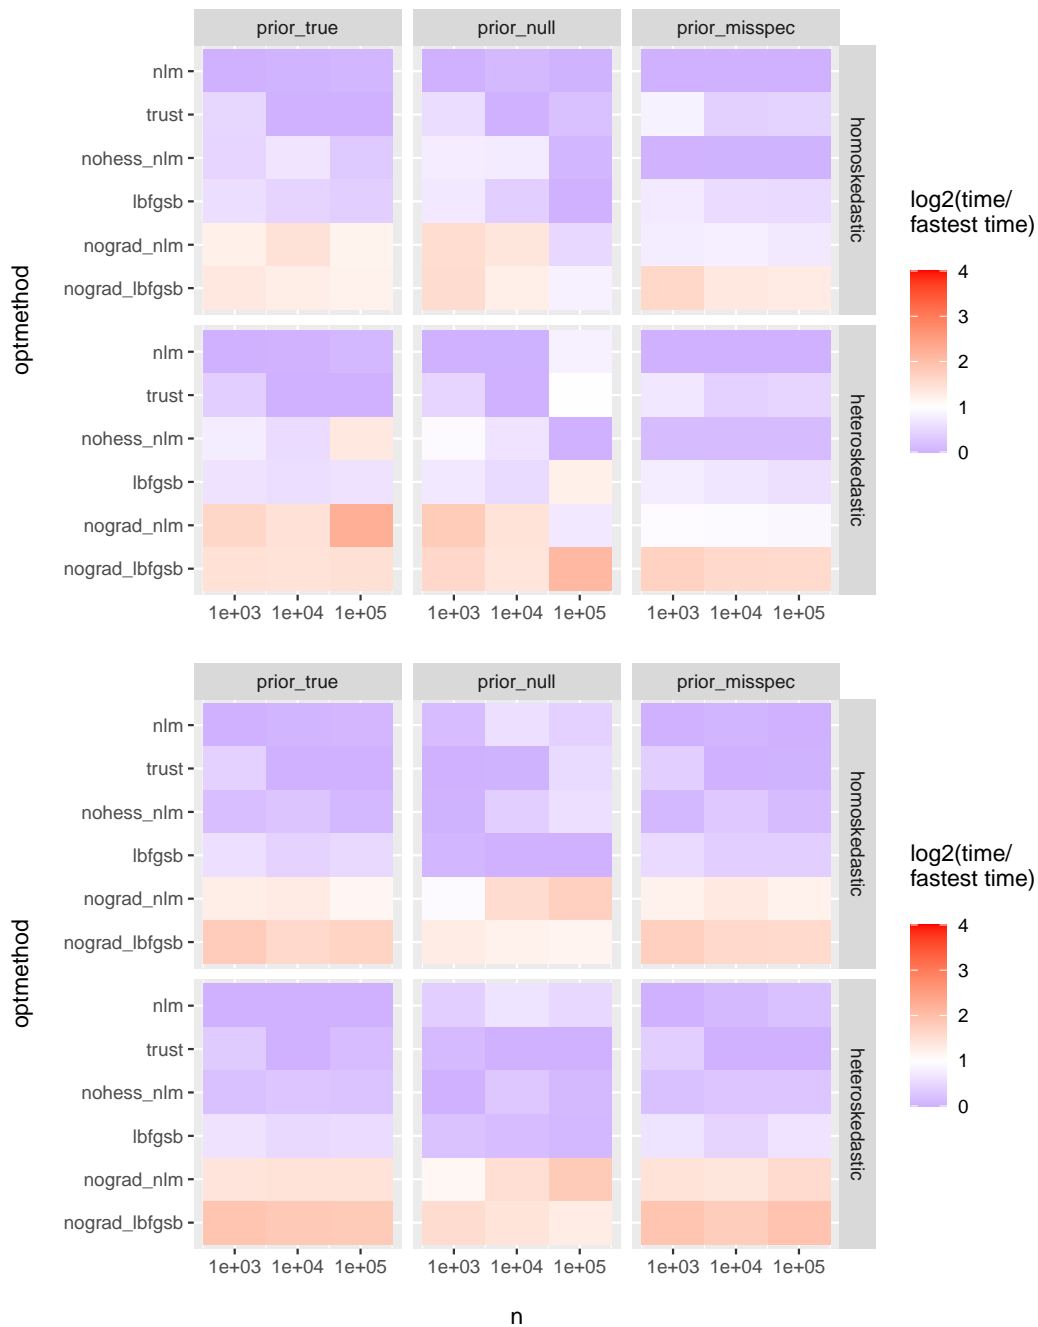 prior_true prior_null prior_misspec
nlm
trust
nohess_nlm
lbfgsb
nograd_nlm
nograd_lbfgsb
homoskedastic
nlm
trust
nohess_nlm
lbfgsb
nograd_nlm
nograd_lbfgsb
heteroskedastic
1e+03 1e+04 1e+05 1e+03 1e+04 1e+05 1e+03 1e+04 1e+05
optmethod
log2(time/
fastest time)
4
3
2
1
0
prior_true prior_null prior_misspec
nlm
trust
nohess_nlm
lbfgsb
nograd_nlm
nograd_lbfgsb
homoskedastic
nlm
trust
nohess_nlm
lbfgsb
nograd_nlm
nograd_lbfgsb
heteroskedastic
1e+03 1e+04 1e+05 1e+03 1e+04 1e+05 1e+03 1e+04 1e+05
optmethod
log2(time/
fastest time)
4
3
2
1
0
n